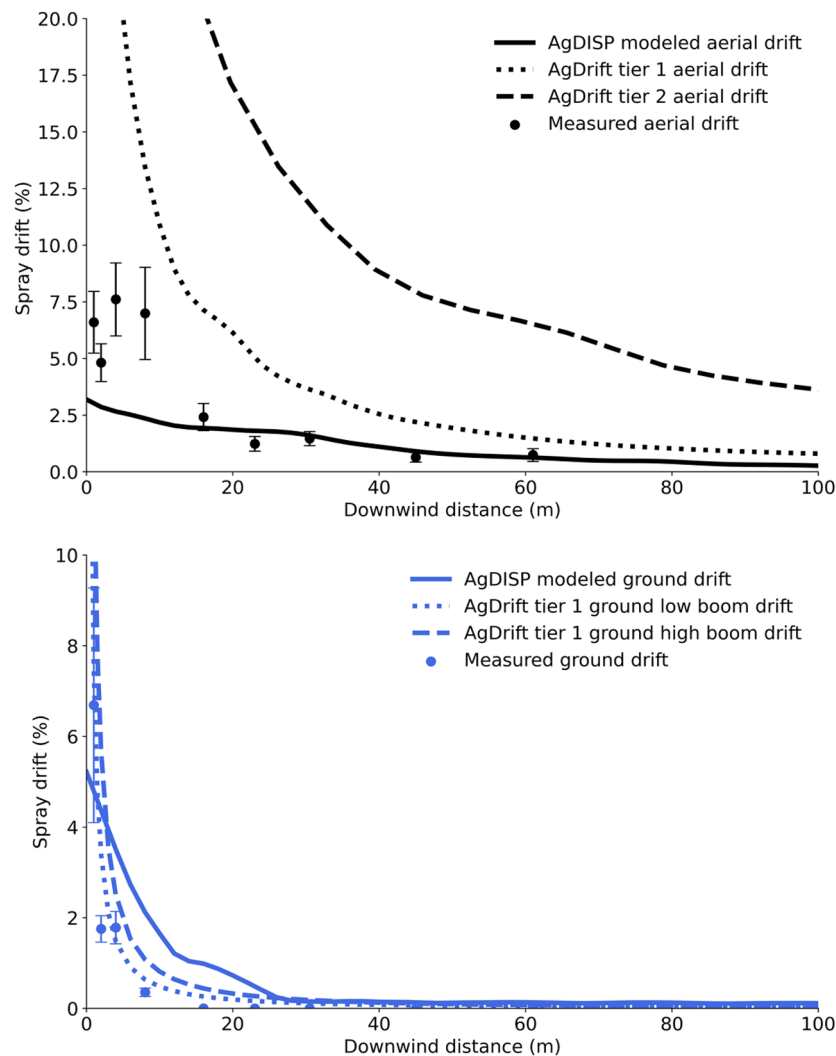 20.0
17.5
15.0
12.5
10.0
7.5
5.0
2.5
0.0
Spray drift (%)
AgDISP modeled aerial drift
AgDrift tier 1 aerial drift
AgDrift tier 2 aerial drift
Measured aerial drift
0 20 40 60 80 100
Downwind distance (m)
10
8
6
4
2
0
Spray drift (%)
AgDISP modeled ground drift
AgDrift tier 1 ground low boom drift
AgDrift tier 1 ground high boom drift
Measured ground drift
0 20 40 60 80 100
Downwind distance (m)